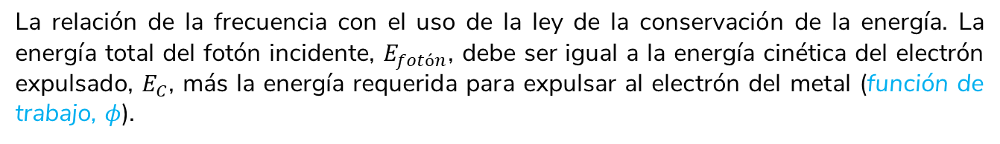 La relación de la frecuencia con el uso de la ley de la conservación de la energía. La
energía total del fotón incidente, E_{fotón}, debe ser igual a la energía cinética del electrón
expulsado, E_C, más la energía requerida para expulsar al electrón del metal (función de
trabajo, ϕ).